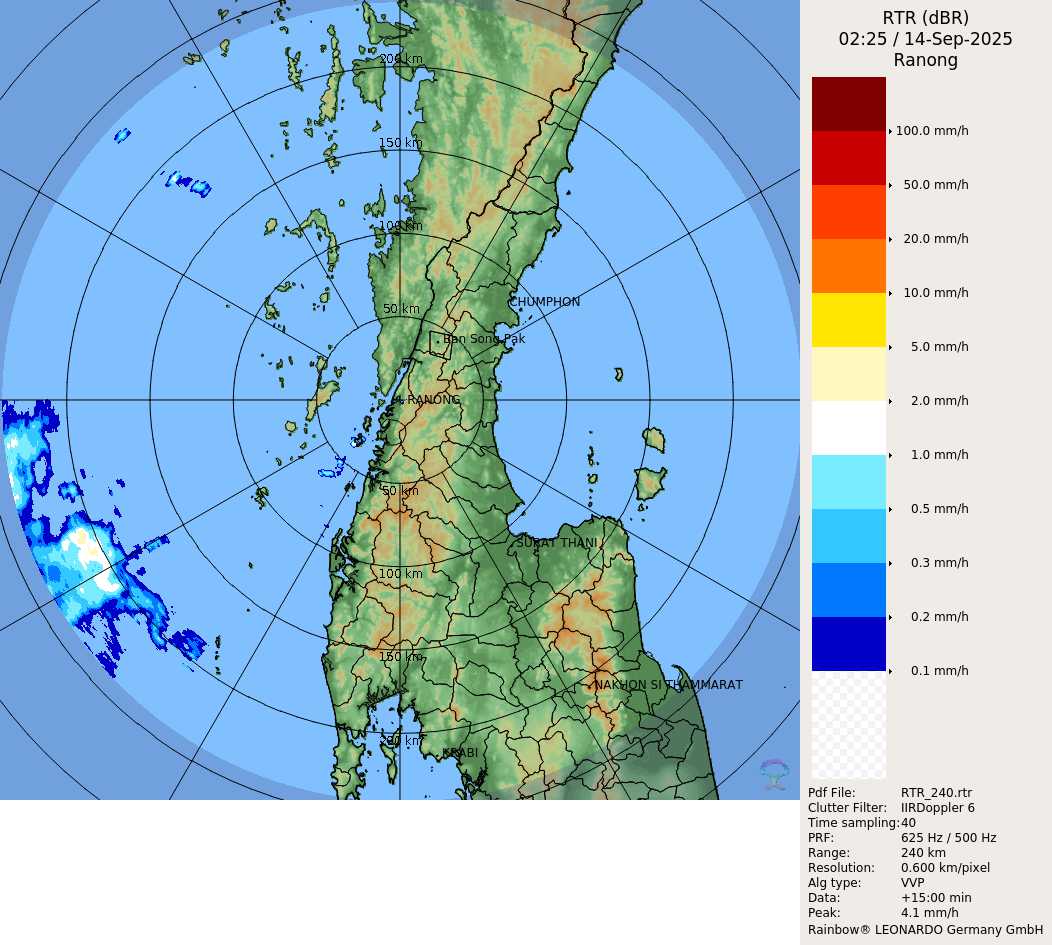 RTR (dBR)
02:25 / 14-Sep-2025
Ranong
200 km
150 km
100 km
50 km
CHUMPHON
Ban Song Pak
RANONG
50 km
SURAT THANI
100 km
150 km
NAKHON SI THAMMARAT
200 km
KRABI
100.0 mm/h
50.0 mm/h
20.0 mm/h
10.0 mm/h
5.0 mm/h
2.0 mm/h
1.0 mm/h
0.5 mm/h
0.3 mm/h
0.2 mm/h
0.1 mm/h
Pdf File: RTR_240.rtr
Clutter Filter: IIRDoppler 6
Time sampling:40
PRF: 625 Hz / 500 Hz
Range: 240 km
Resolution: 0.600 km/pixel
Alg type: VVP
Data: +15:00 min
Peak: 4.1 mm/h
Rainbow® LEONARDO Germany GmbH